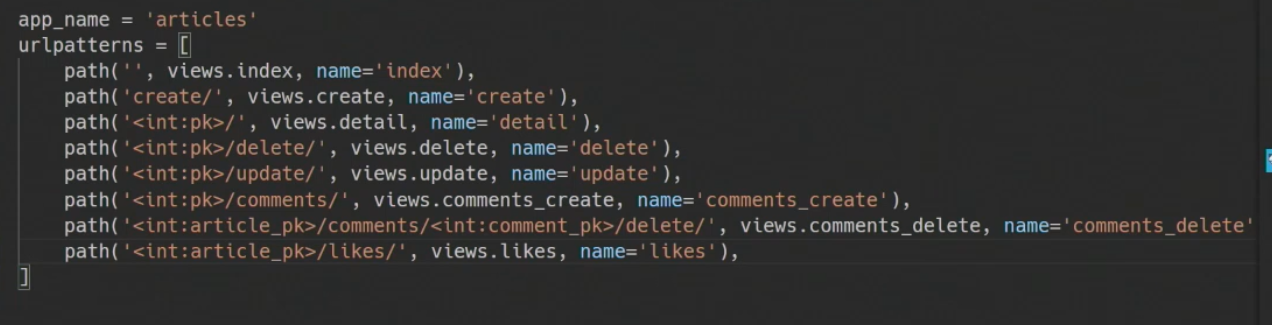 app_name = 'articles'
urlpatterns = [
    path('', views.index, name='index'),
    path('create/', views.create, name='create'),
    path('<int:pk>/', views.detail, name='detail'),
    path('<int:pk>/delete/', views.delete, name='delete'),
    path('<int:pk>/update/', views.update, name='update'),
    path('<int:pk>/comments/', views.comments_create, name='comments_create'),
    path('<int:article_pk>/comments/<int:comment_pk>/delete/', views.comments_delete, name='comments_delete'
    path('<int:article_pk>/likes/', views.likes, name='likes'),
]